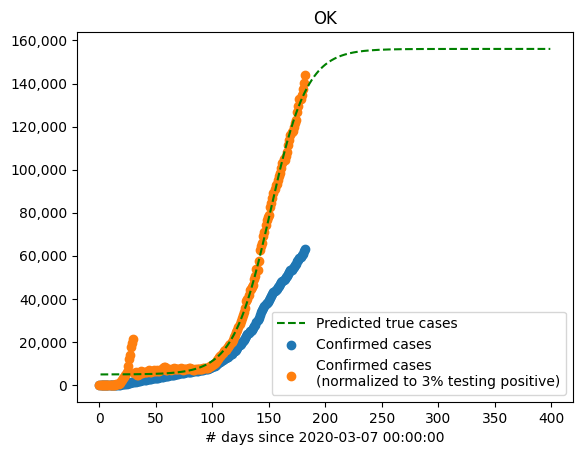 OK
160,000
140,000
120,000
100,000
80,000
60,000
40,000
20,000
0
Predicted true cases
Confirmed cases
Confirmed cases
(normalized to 3% testing positive)
0 50 100 150 200 250 300 350 400
# days since 2020-03-07 00:00:00